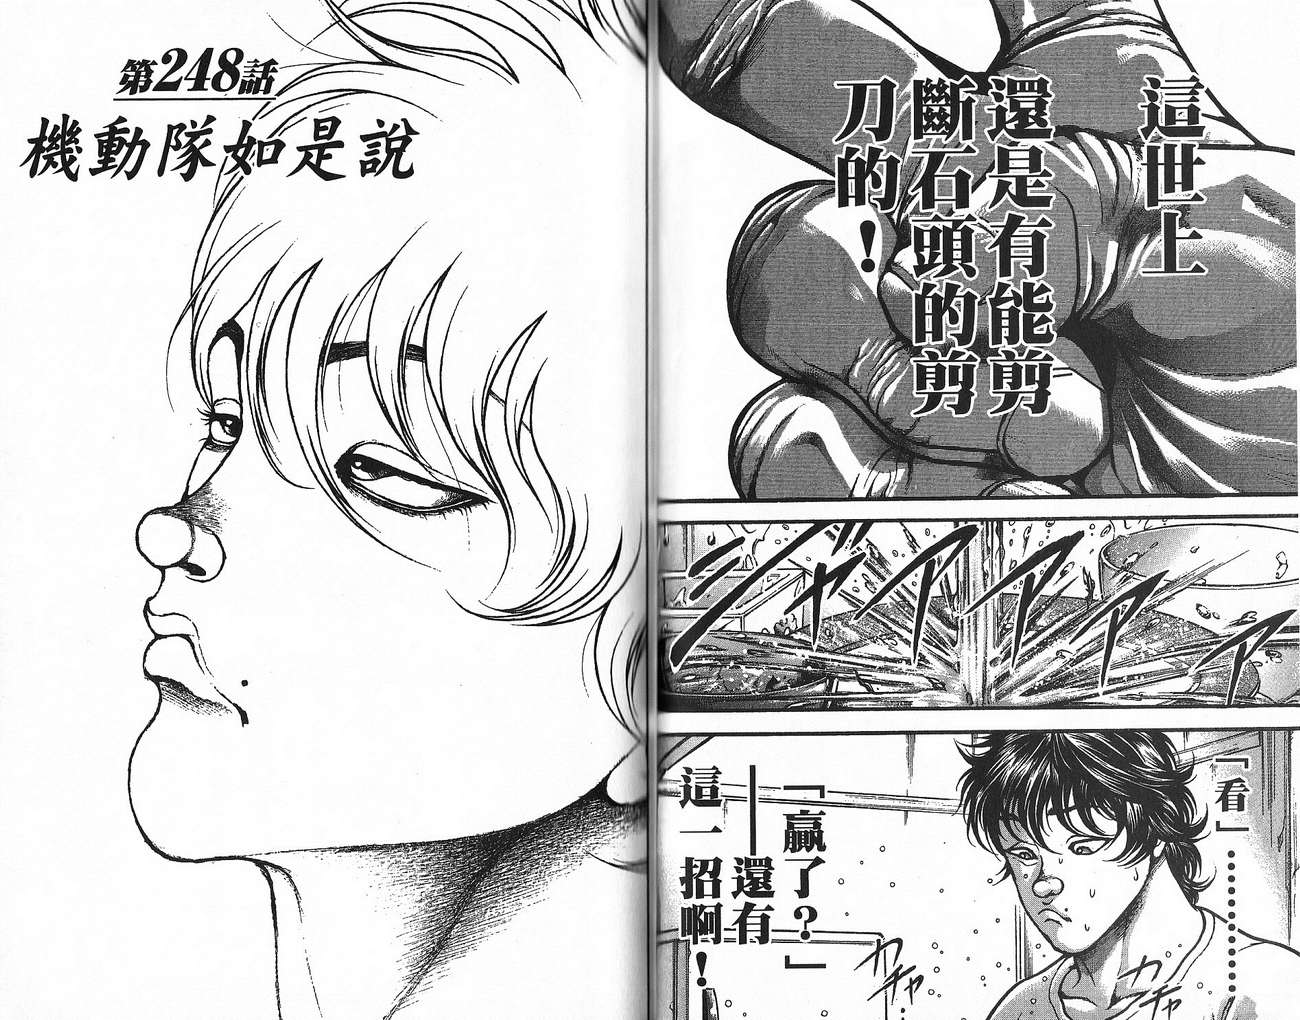 這世上
還是有能剪
斷石頭的剪
刀的！
ジャアアアアア
「看」…………
「贏了？」
——還有
這一招啊！
カチャ
カチャ
第248話
機動隊如是說